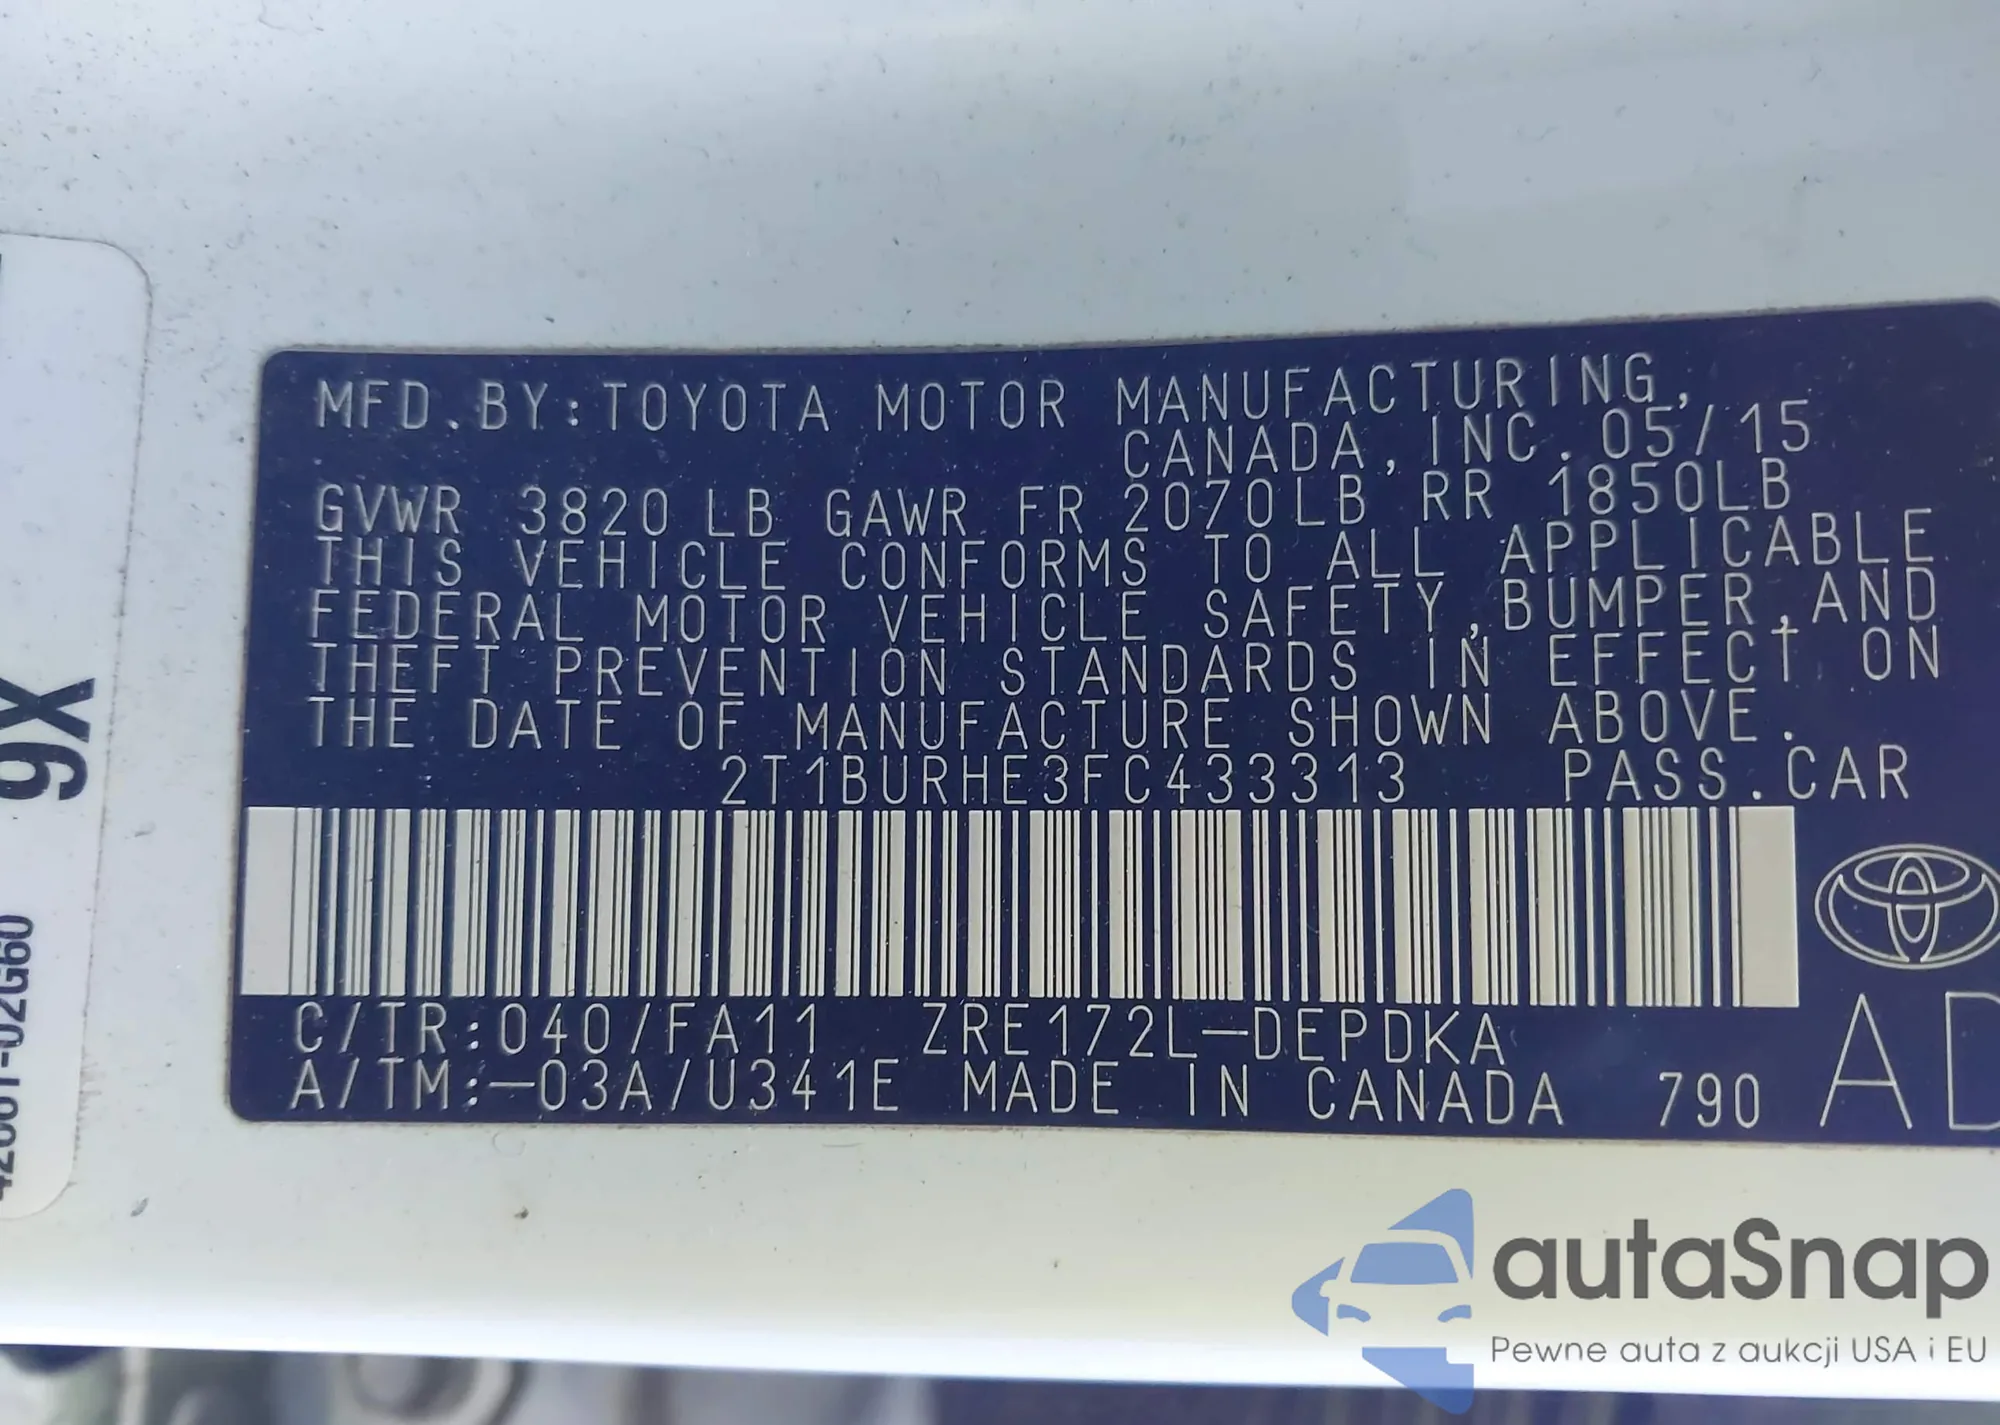 MFD.BY:TOYOTA MOTOR MANUFACTURING,
CANADA, INC. 05/15
GVWR 3820 LB GAWR FR 2070LB RR 1850LB
THIS VEHICLE CONFORMS TO ALL APPLICABLE
FEDERAL MOTOR VEHICLE SAFETY, BUMPER, AND
THEFT PREVENTION STANDARDS IN EFFECT ON
THE DATE OF MANUFACTURE SHOWN ABOVE.
2T1BURHE3FC433313 PASS.CAR
C/TR:040/FA11 ZRE172L-DEPDKA
A/TM:-03A/U341E MADE IN CANADA 790
AD
9X
autaSnap
Pewne auta z aukcji USA i EU